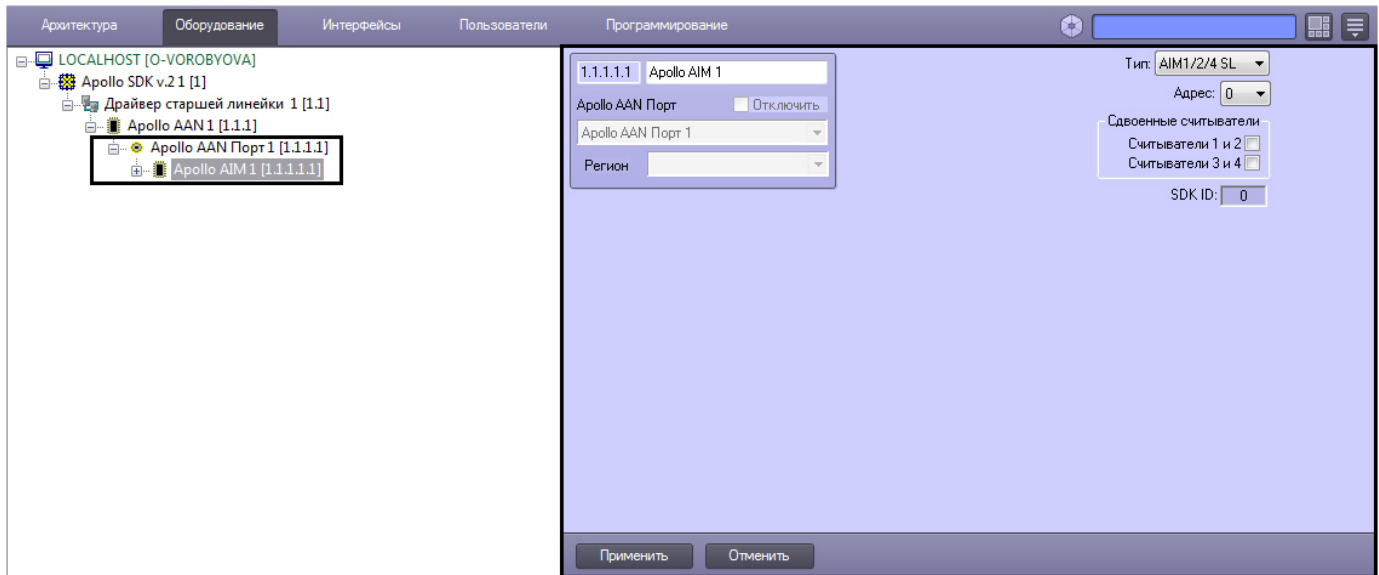 Архитектура Оборудование Интерфейсы Пользователи Программирование
LOCALHOST [O-VOROBYOVA]
Apollo SDK v.2 1 [1]
Драйвер старшей линейки 1 [1.1]
Apollo AAN 1 [1.1.1]
Apollo AAN Порт 1 [1.1.1.1]
Apollo AIM 1 [1.1.1.1.1]
1.1.1.1.1 Apollo AIM 1
Apollo AAN Порт Отключить
Apollo AAN Порт 1
Регион
Тип: AIM1/2/4 SL
Адрес: 0
Сдвоенные считыватели
Считыватели 1 и 2
Считыватели 3 и 4
SDK ID: 0
Применить Отменить